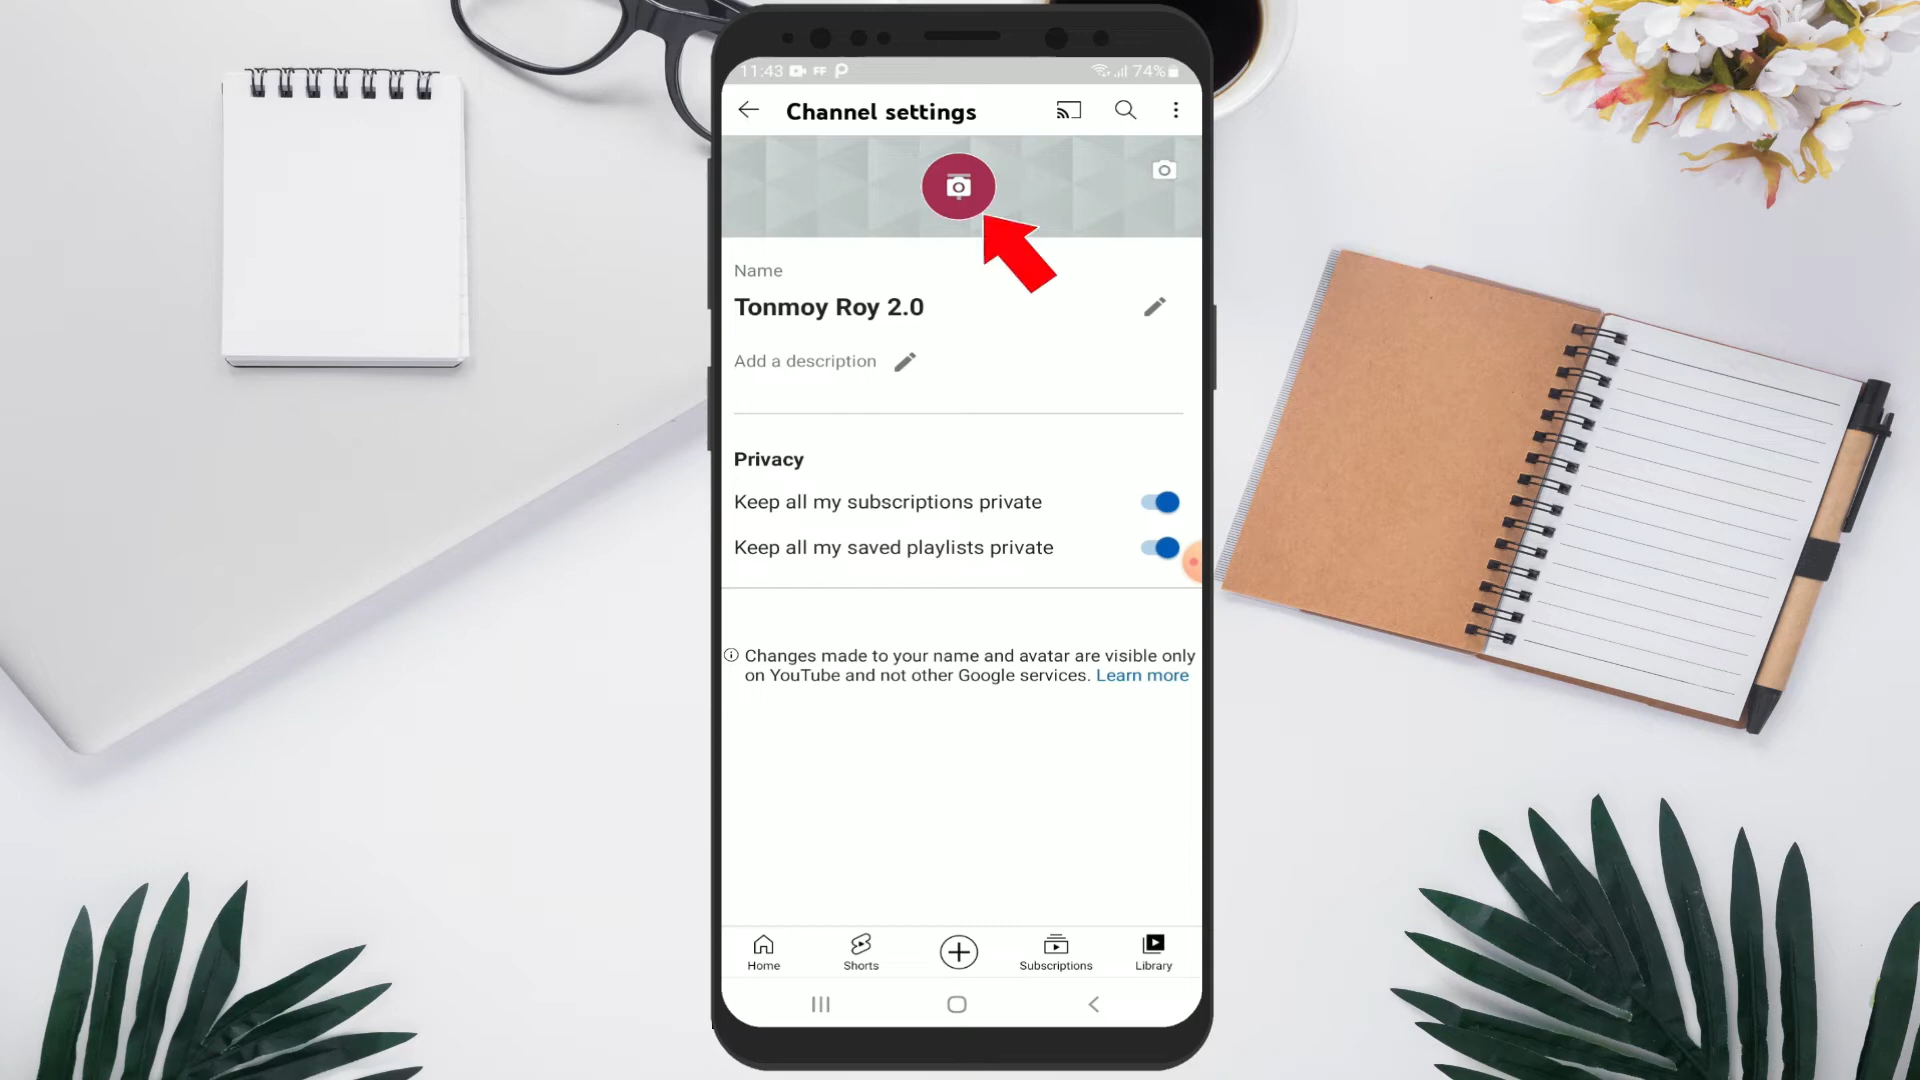 11:43 FF 74%
Channel settings
Name
Tonmoy Roy 2.0
Add a description
Privacy
Keep all my subscriptions private
Keep all my saved playlists private
Changes made to your name and avatar are visible only
on YouTube and not other Google services. Learn more
Home Shorts Subscriptions Library